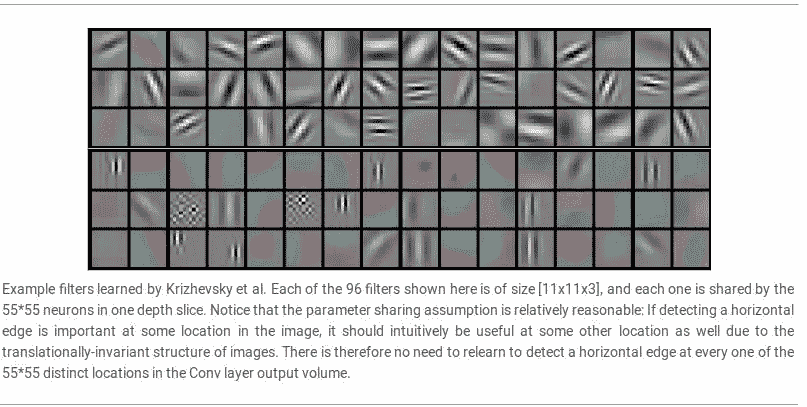 Example filters learned by Krizhevsky et al. Each of the 96 filters shown here is of size [11x11x3], and each one is shared by the
55*55 neurons in one depth slice. Notice that the parameter sharing assumption is relatively reasonable: If detecting a horizontal
edge is important at some location in the image, it should intuitively be useful at some other location as well due to the
translationally-invariant structure of images. There is therefore no need to relearn to detect a horizontal edge at every one of the
55*55 distinct locations in the Conv layer output volume.